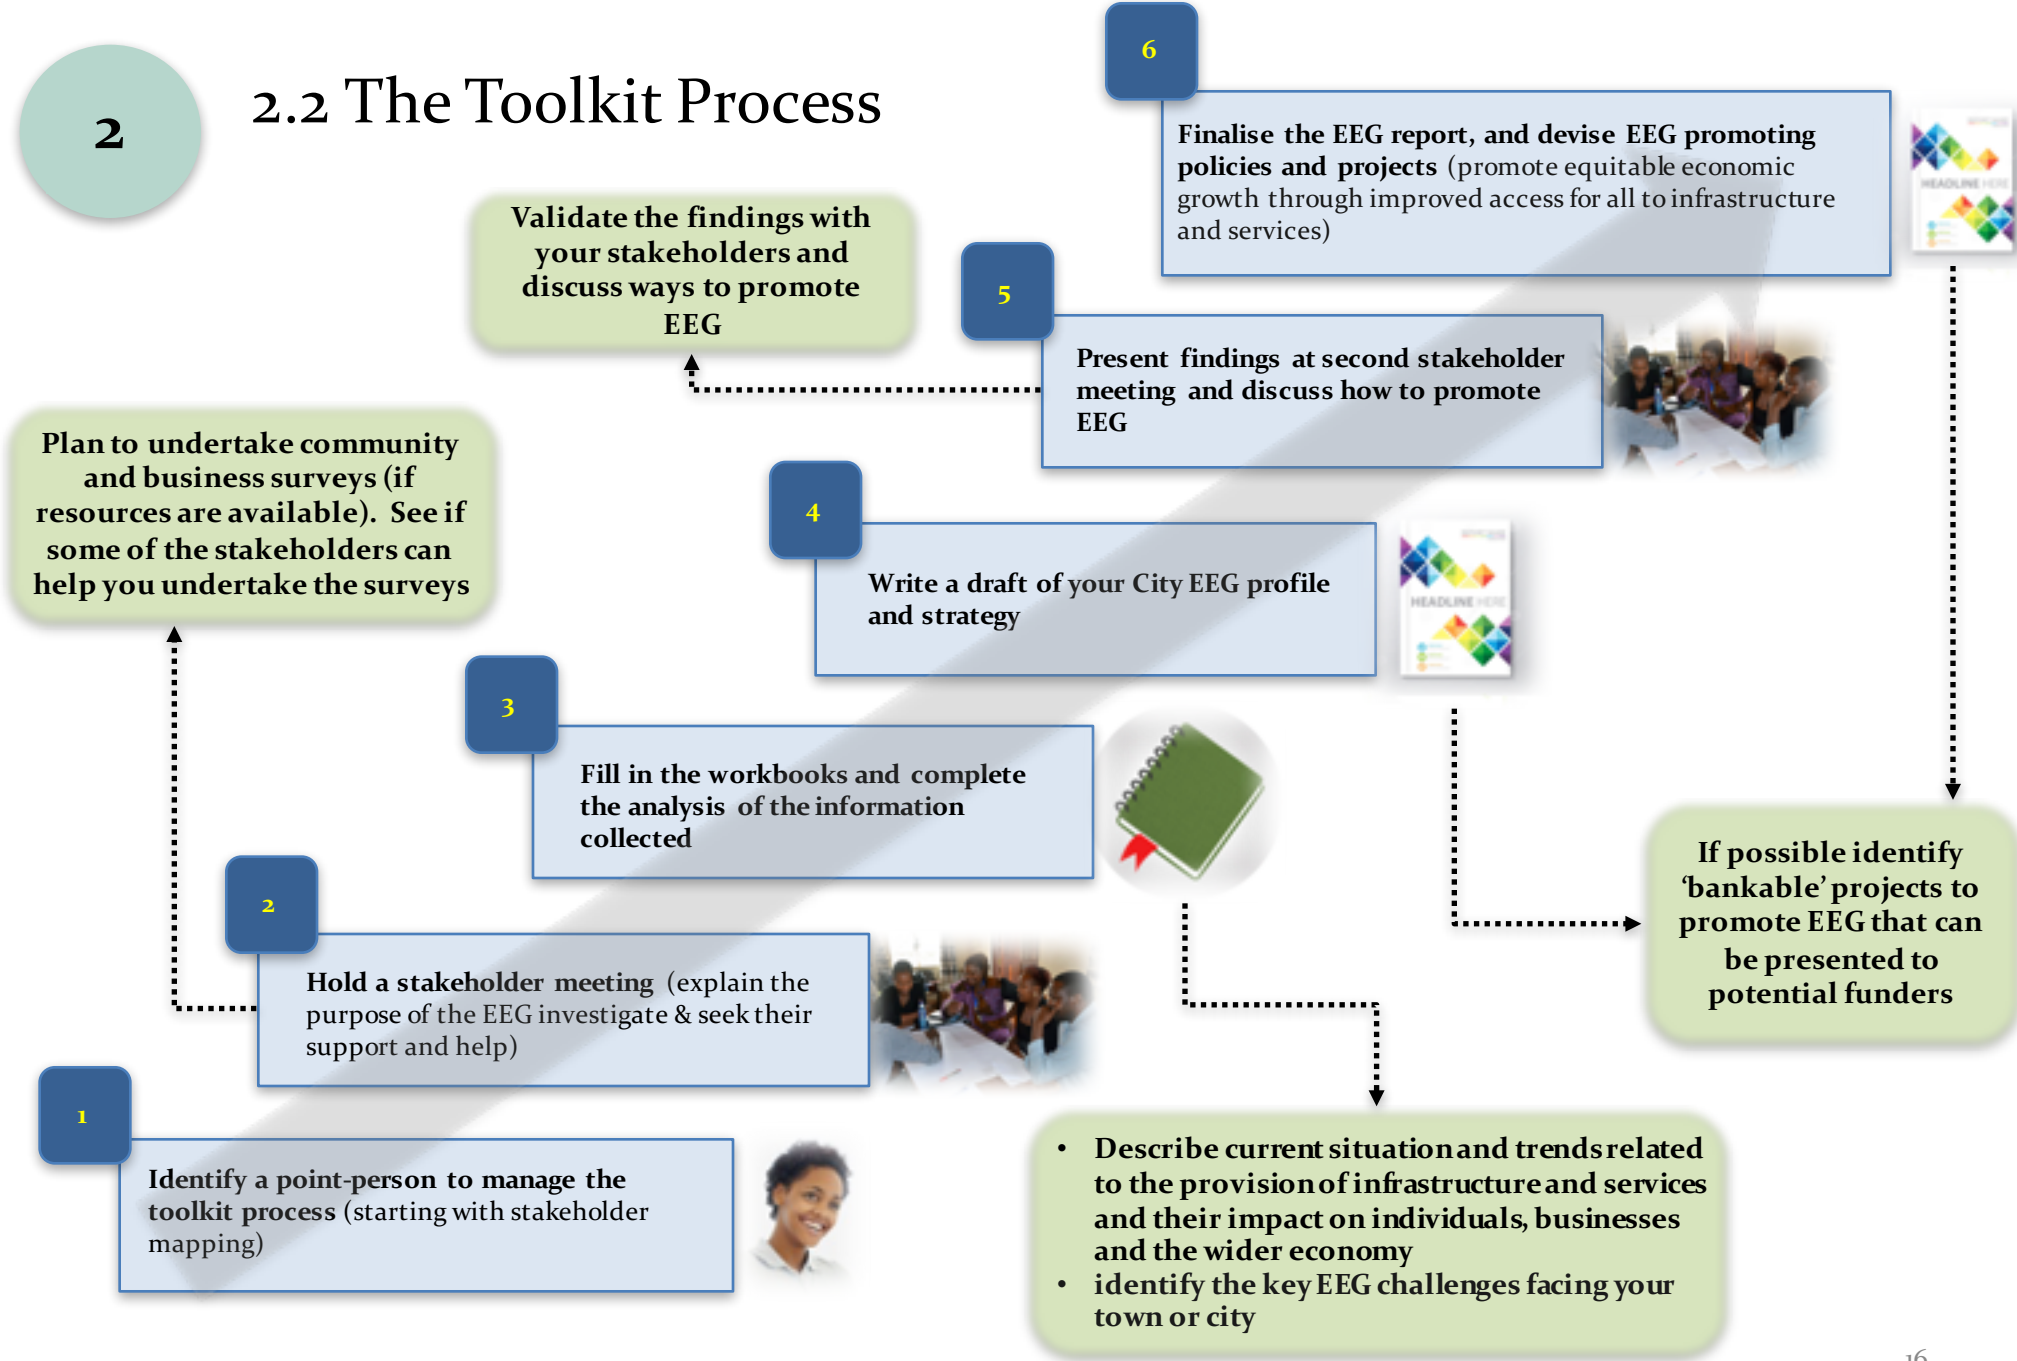 2
2.2 The Toolkit Process
6
Finalise the EEG report, and devise EEG promoting
policies and projects (promote equitable economic
growth through improved access for all to infrastructure
and services)
HEADLINE HERE
Validate the findings with
your stakeholders and
discuss ways to promote
EEG
5
Present findings at second stakeholder
meeting and discuss how to promote
EEG
Plan to undertake community
and business surveys (if
resources are available). See if
some of the stakeholders can
help you undertake the surveys
4
Write a draft of your City EEG profile
and strategy
HEADLINE HERE
3
Fill in the workbooks and complete
the analysis of the information
collected
If possible identify
‘bankable’ projects to
promote EEG that can
be presented to
potential funders
2
Hold a stakeholder meeting (explain the
purpose of the EEG investigate & seek their
support and help)
1
Identify a point-person to manage the
toolkit process (starting with stakeholder
mapping)
• Describe current situation and trends related
to the provision of infrastructure and services
and their impact on individuals, businesses
and the wider economy
• identify the key EEG challenges facing your
town or city
16